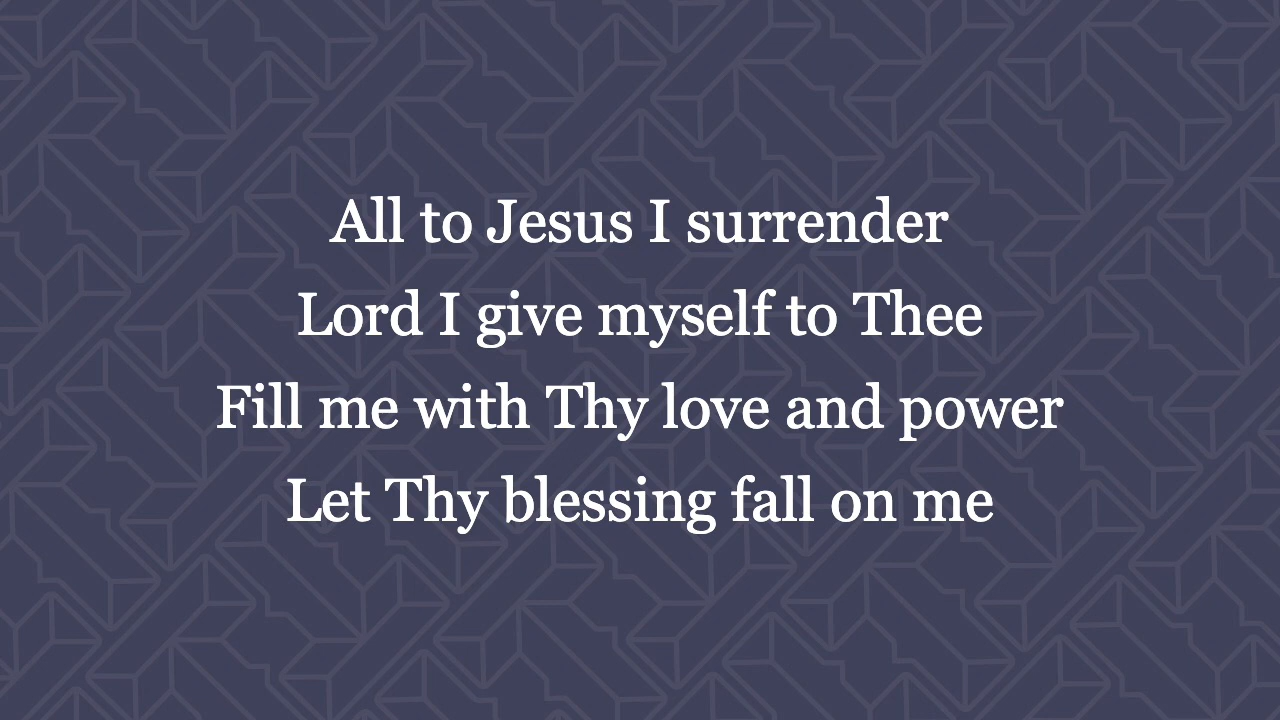 All to Jesus I surrender
Lord I give myself to Thee
Fill me with Thy love and power
Let Thy blessing fall on me